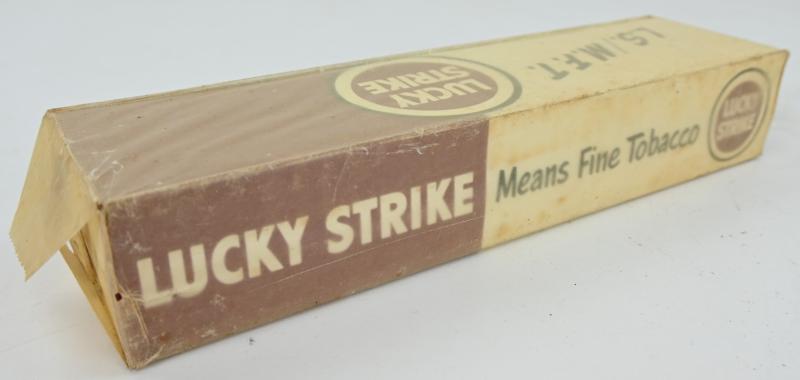 LUCKY
STRIKE
L.S./M.F.T.
LUCKY STRIKE
Means Fine Tobacco
LUCKY
STRIKE